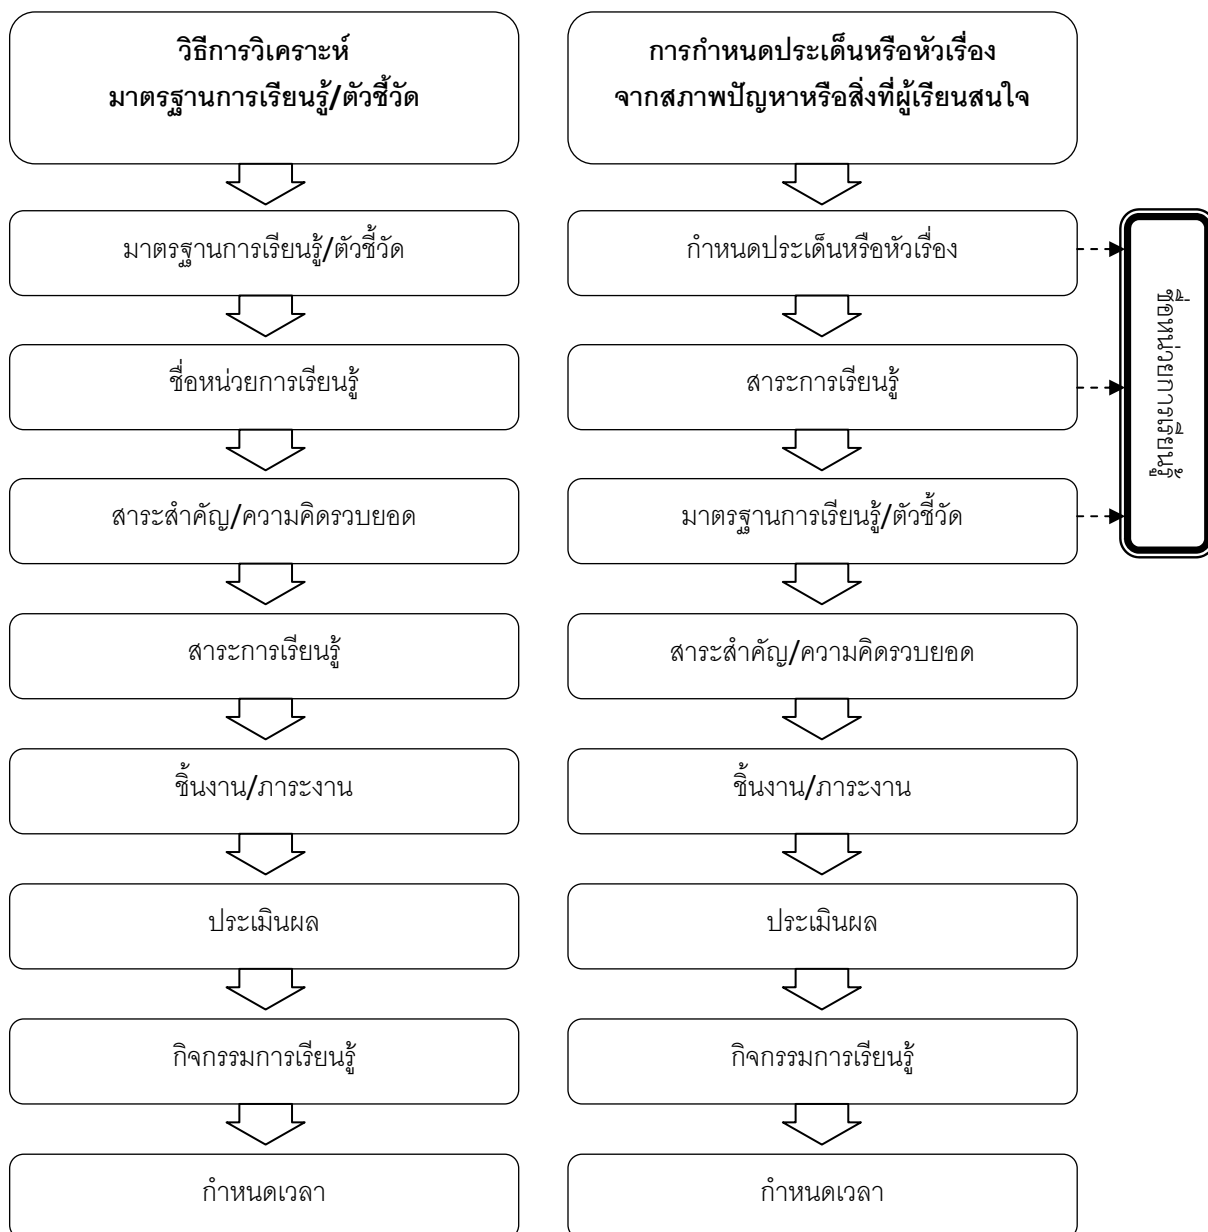 วิธีการวิเคราะห์
มาตรฐานการเรียนรู้/ตัวชี้วัด
มาตรฐานการเรียนรู้/ตัวชี้วัด
ชื่อหน่วยการเรียนรู้
สาระสำคัญ/ความคิดรวบยอด
สาระการเรียนรู้
ชิ้นงาน/ภาระงาน
ประเมินผล
กิจกรรมการเรียนรู้
กำหนดเวลา
การกำหนดประเด็นหรือหัวเรื่อง
จากสภาพปัญหาหรือสิ่งที่ผู้เรียนสนใจ
กำหนดประเด็นหรือหัวเรื่อง
สาระการเรียนรู้
มาตรฐานการเรียนรู้/ตัวชี้วัด
สาระสำคัญ/ความคิดรวบยอด
ชิ้นงาน/ภาระงาน
ประเมินผล
กิจกรรมการเรียนรู้
กำหนดเวลา
ชื่อหน่วยการเรียนรู้